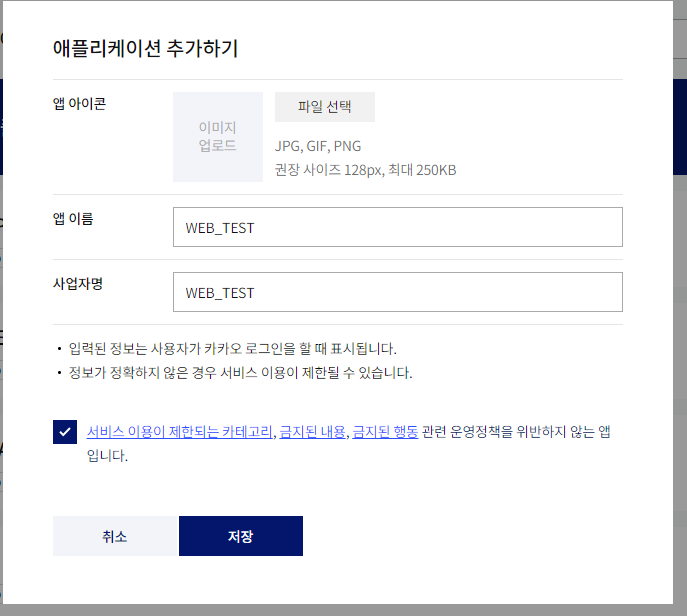 애플리케이션 추가하기
앱 아이콘
이미지
업로드
파일 선택
JPG, GIF, PNG
권장 사이즈 128px, 최대 250KB
앱 이름
WEB_TEST
사업자명
WEB_TEST
• 입력된 정보는 사용자가 카카오 로그인을 할 때 표시됩니다.
• 정보가 정확하지 않은 경우 서비스 이용이 제한될 수 있습니다.
서비스 이용이 제한되는 카테고리, 금지된 내용, 금지된 행동 관련 운영정책을 위반하지 않는 앱
입니다.
취소
저장